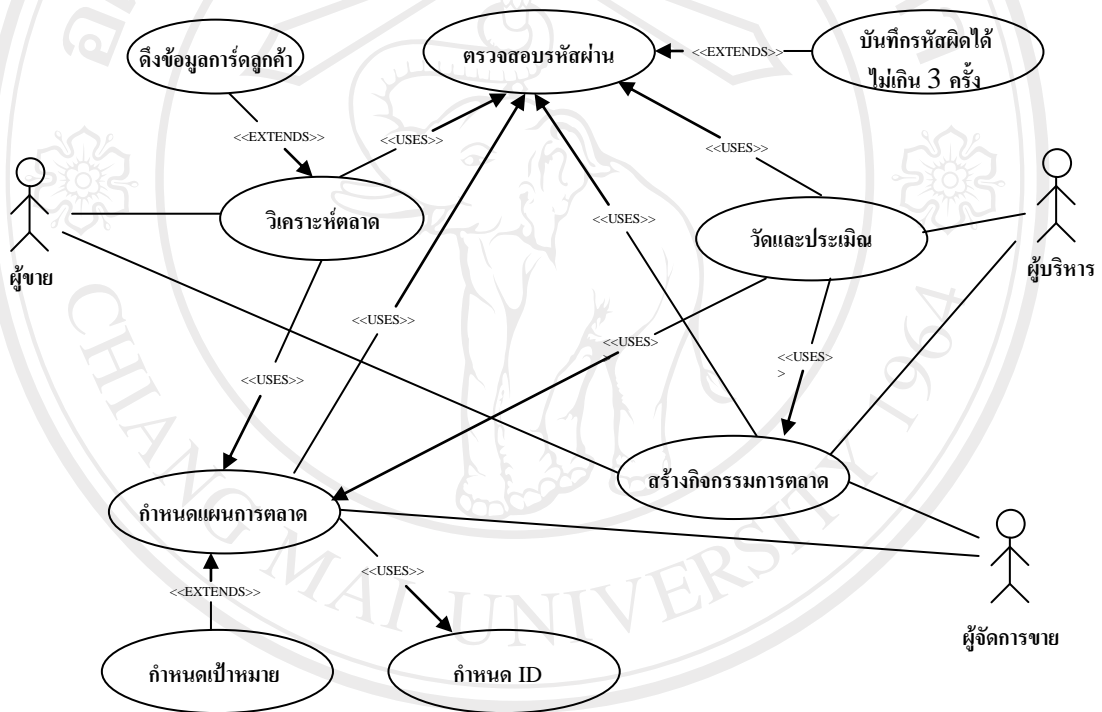 ดึงข้อมูลการ์ดลูกค้า
ตรวจสอบรหัสผ่าน
<<EXTENDS>>
บันทึกรหัสผิดได้
ไม่เกิน 3 ครั้ง
<<EXTENDS>>
<<USES>>
<<USES>>
วิเคราะห์ตลาด
<<USES>>
วัดและประเมิณ
ผู้ขาย
ผู้บริหาร
<<USES>>
<<USES>
>
<<USES>
>
<<USES>>
สร้างกิจกรรมการตลาด
กำหนดแผนการตลาด
<<USES>>
<<EXTENDS>>
ผู้จัดการขาย
กำหนดเป้าหมาย
กำหนด ID
CHIANG MAI UNIVERSITY 1964